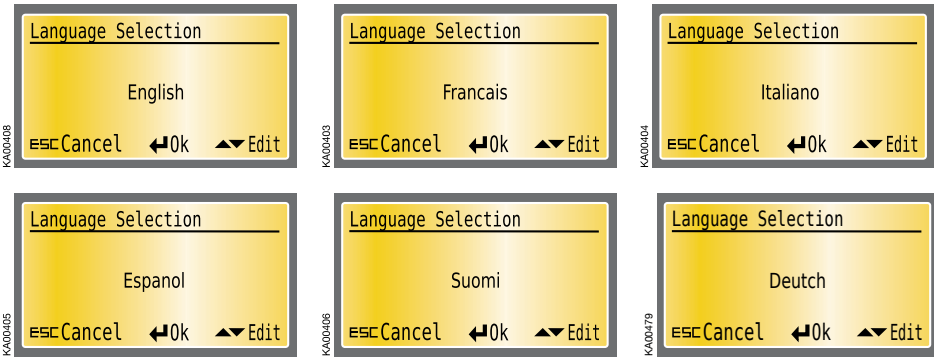 Language Selection
English
ESC Cancel ↵Ok ▲▼Edit
KA00408
Language Selection
Francais
ESC Cancel ↵Ok ▲▼Edit
KA00403
Language Selection
Italiano
ESC Cancel ↵Ok ▲▼Edit
KA00404
Language Selection
Espanol
ESC Cancel ↵Ok ▲▼Edit
KA00405
Language Selection
Suomi
ESC Cancel ↵Ok ▲▼Edit
KA00406
Language Selection
Deutch
ESC Cancel ↵Ok ▲▼Edit
KA00479